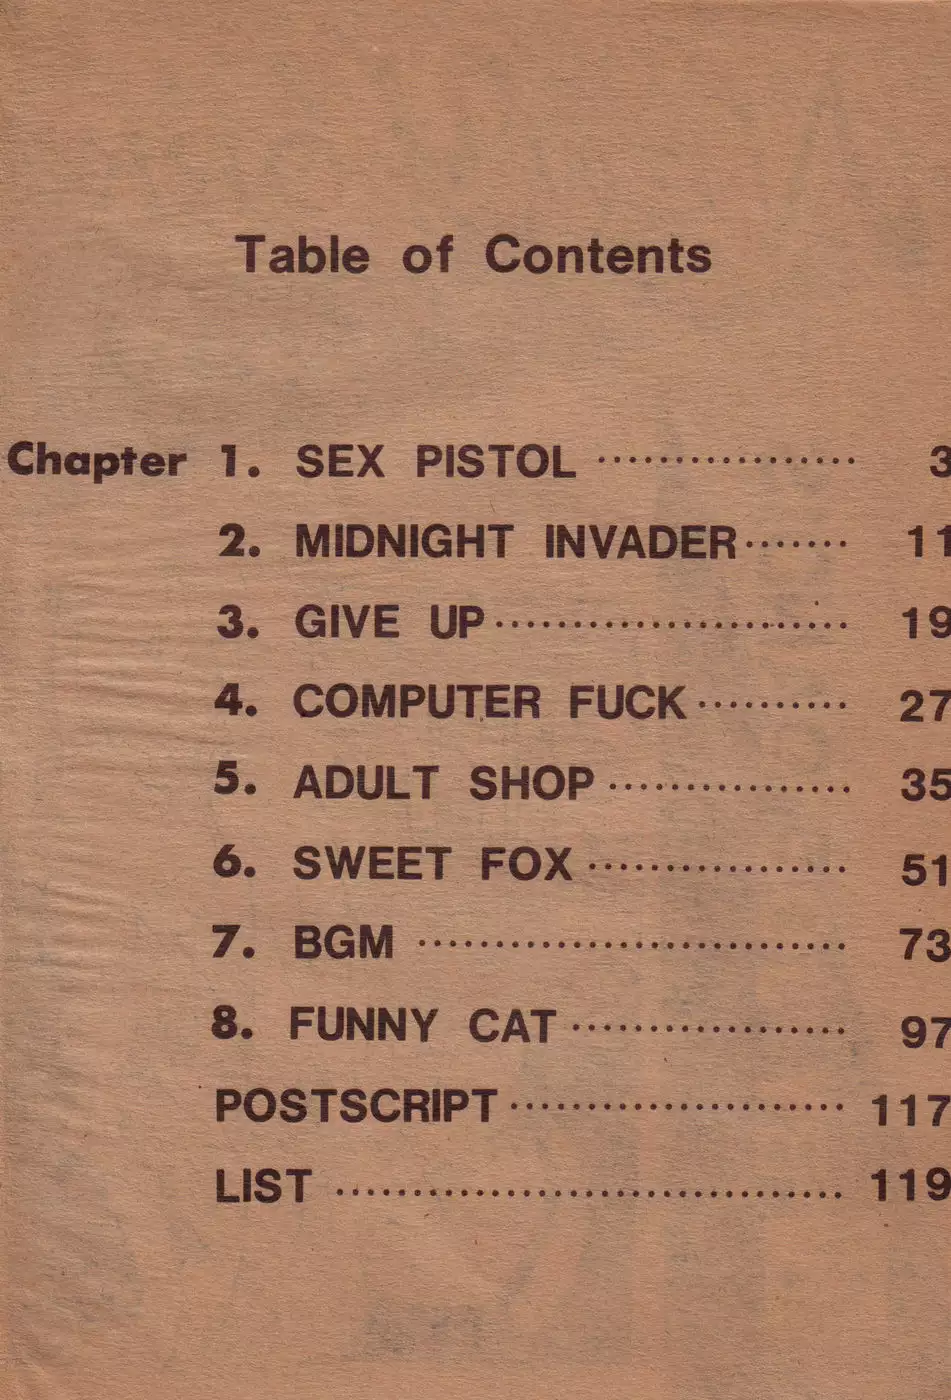 Table of Contents
Chapter 1. SEX PISTOL ················· 3
2. MIDNIGHT INVADER ······· 11
3. GIVE UP ······················· 19
4. COMPUTER FUCK ·········· 27
5. ADULT SHOP ················ 35
6. SWEET FOX ················· 51
7. BGM ···························· 73
8. FUNNY CAT ·················· 97
POSTSCRIPT ······················ 117
LIST ································· 119